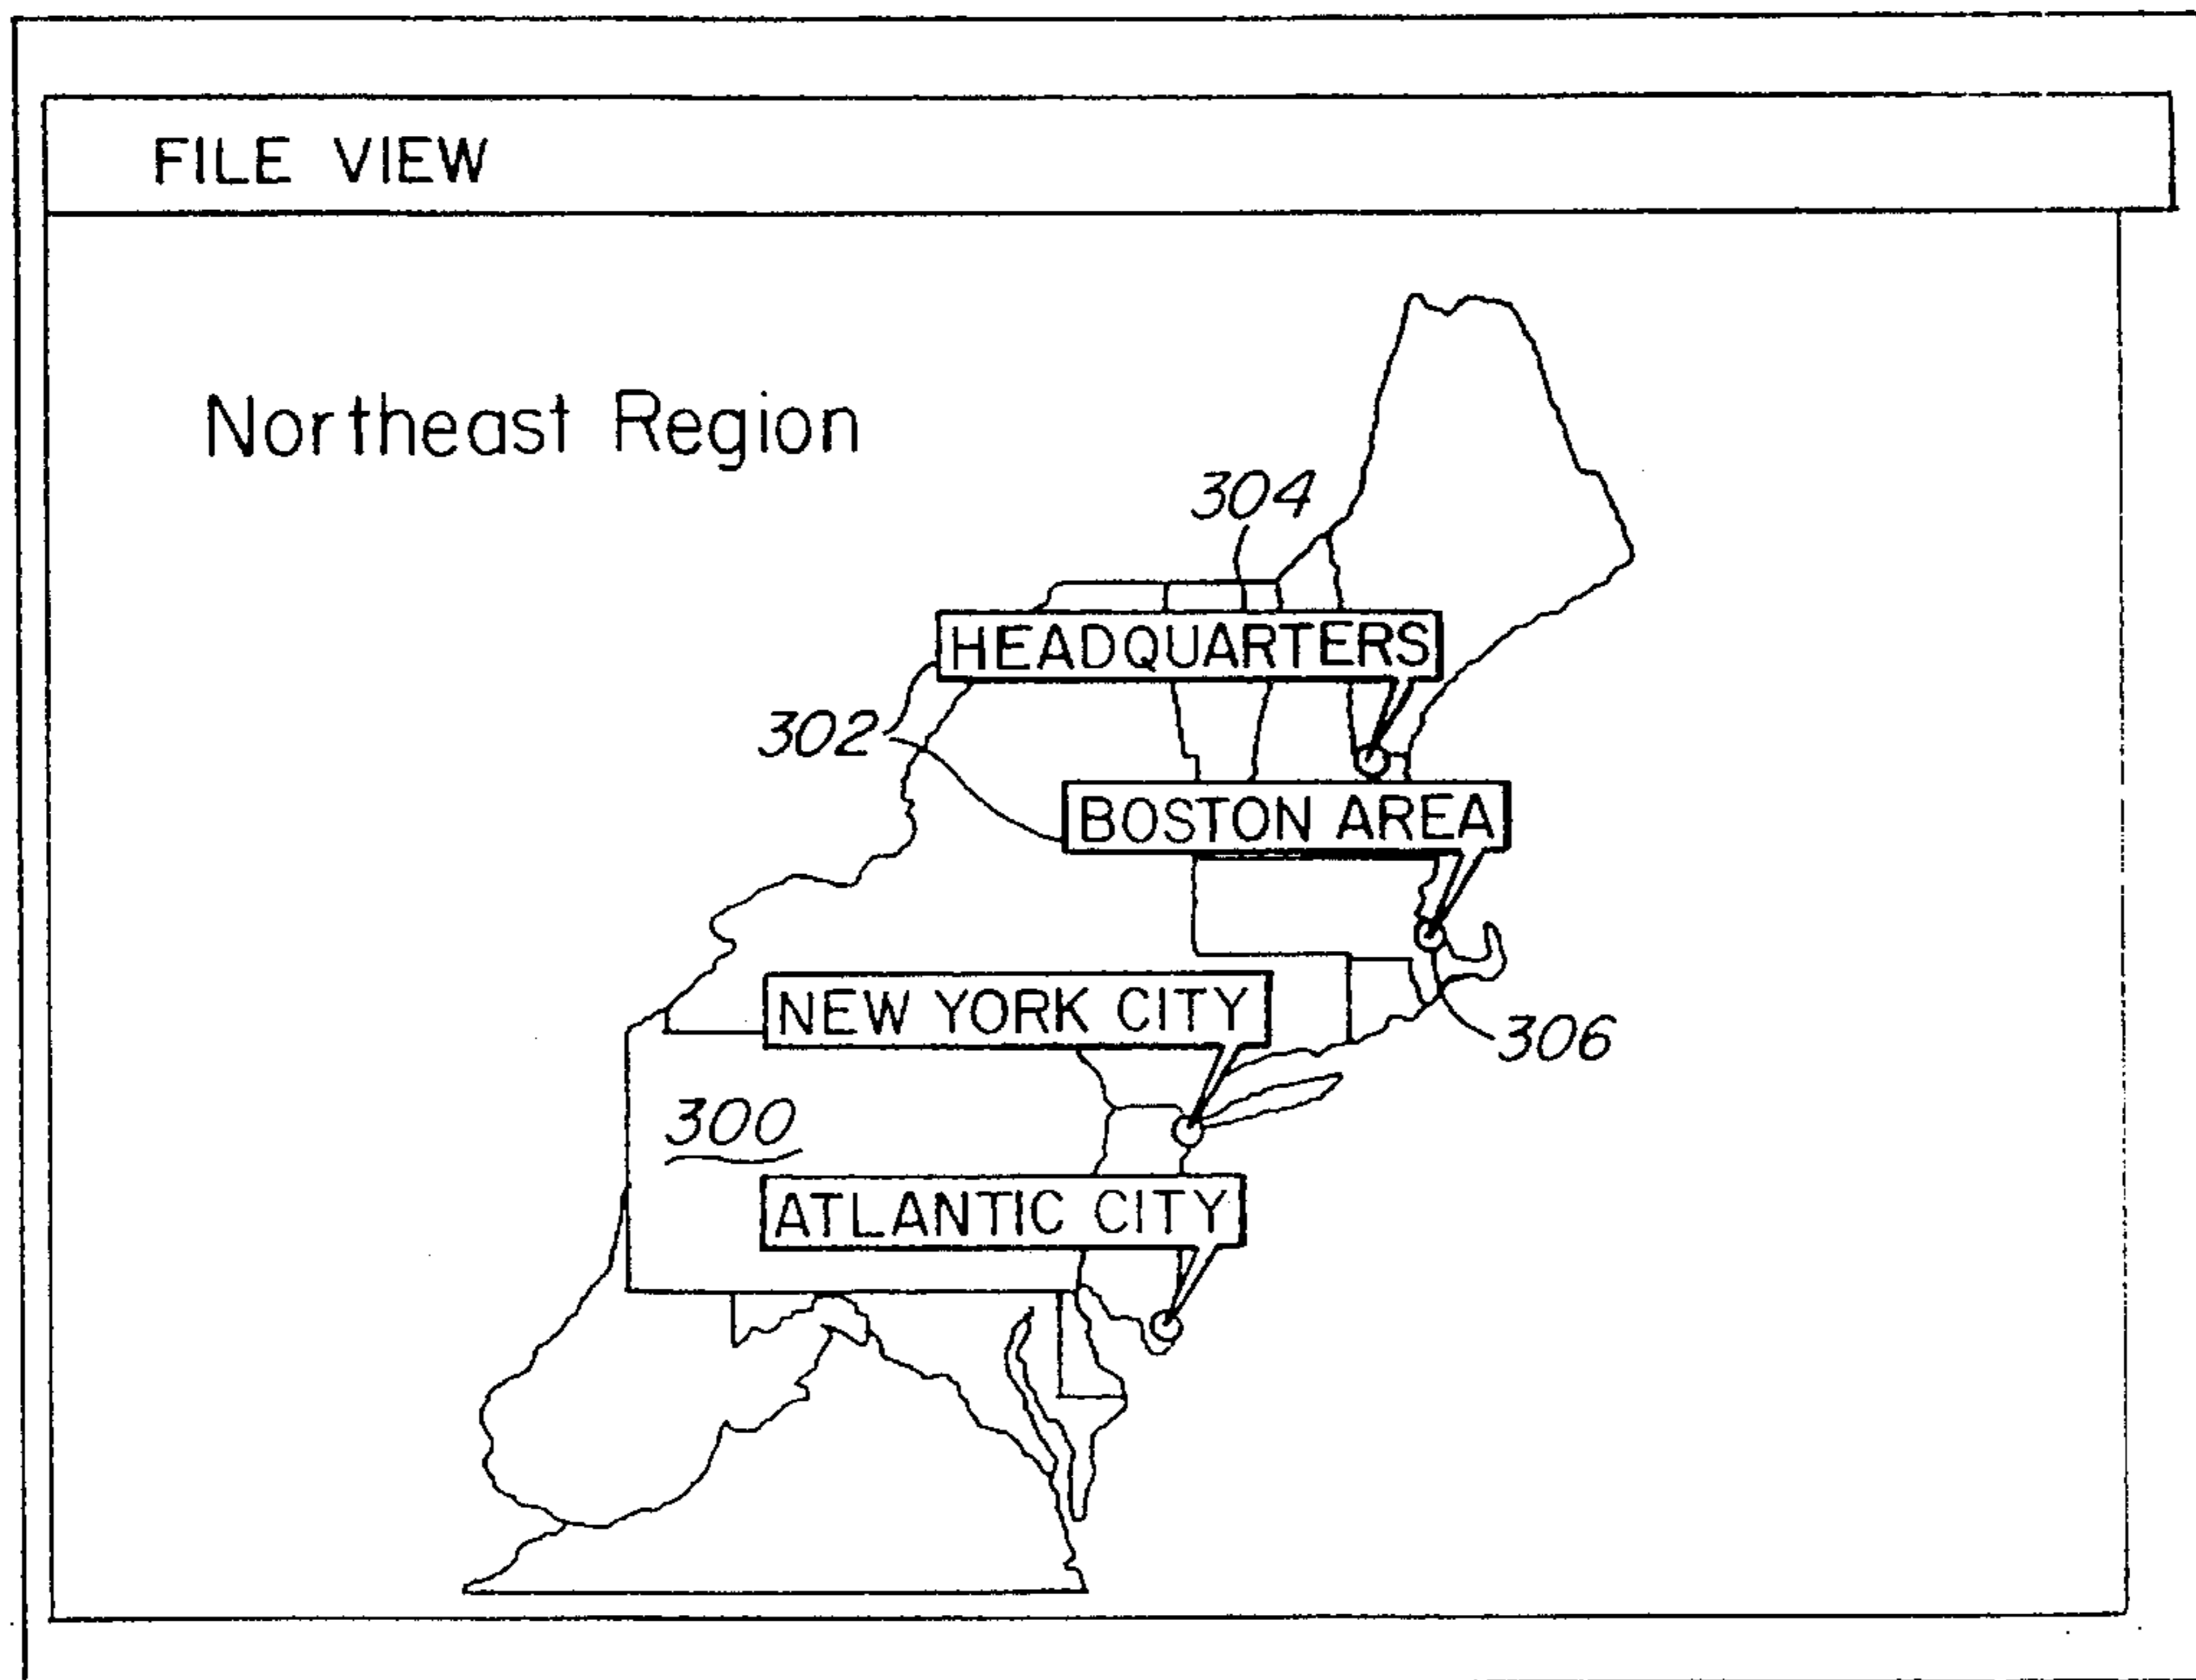 FILE VIEW
Northeast Region
304
HEADQUARTERS
302
BOSTON AREA
NEW YORK CITY
306
300
ATLANTIC CITY